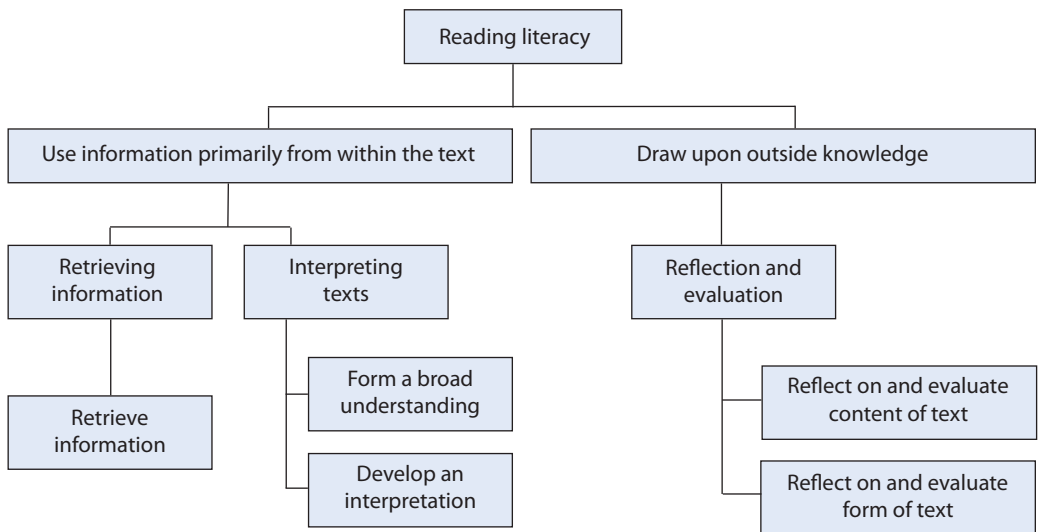 Reading literacy
Use information primarily from within the text
Draw upon outside knowledge
Retrieving
information
Interpreting
texts
Reflection and
evaluation
Retrieve
information
Form a broad
understanding
Develop an
interpretation
Reflect on and evaluate
content of text
Reflect on and evaluate
form of text